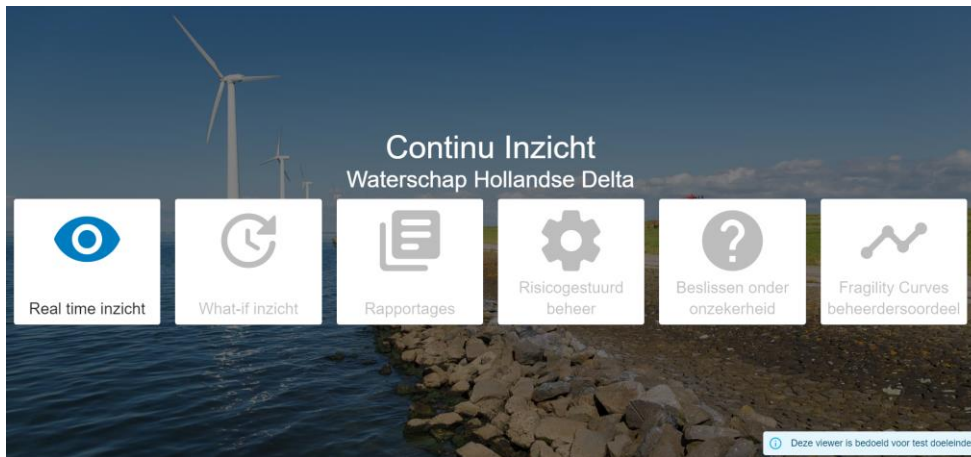 Continu Inzicht
Waterschap Hollandse Delta
Real time inzicht
What-if inzicht
Rapportages
Risicogestuurd
beheer
Beslissen onder
onzekerheid
Fragility Curves
beheerdersoordeel
Deze viewer is bedoeld voor test doeleinde